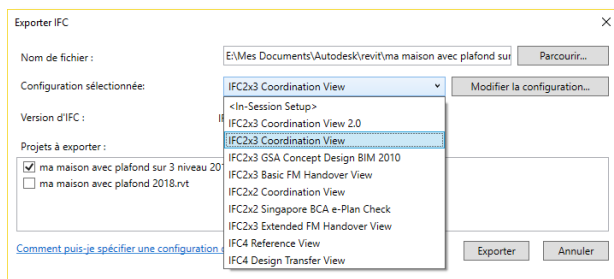 Exporter IFC
Nom de fichier :
E:\Mes Documents\Autodesk\revit\ma maison avec plafond sur
Parcourir...
Configuration sélectionnée:
IFC2x3 Coordination View
Modifier la configuration...
<In-Session Setup>
Version d'IFC :
IFC2x3 Coordination View 2.0
IFC2x3 Coordination View
Projets à exporter :
IFC2x3 GSA Concept Design BIM 2010
ma maison avec plafond sur 3 niveau 20
IFC2x3 Basic FM Handover View
ma maison avec plafond 2018.rvt
IFC2x2 Coordination View
IFC2x2 Singapore BCA e-Plan Check
IFC2x3 Extended FM Handover View
Comment puis-je spécifier une configuration
IFC4 Reference View
IFC4 Design Transfer View
Exporter
Annuler